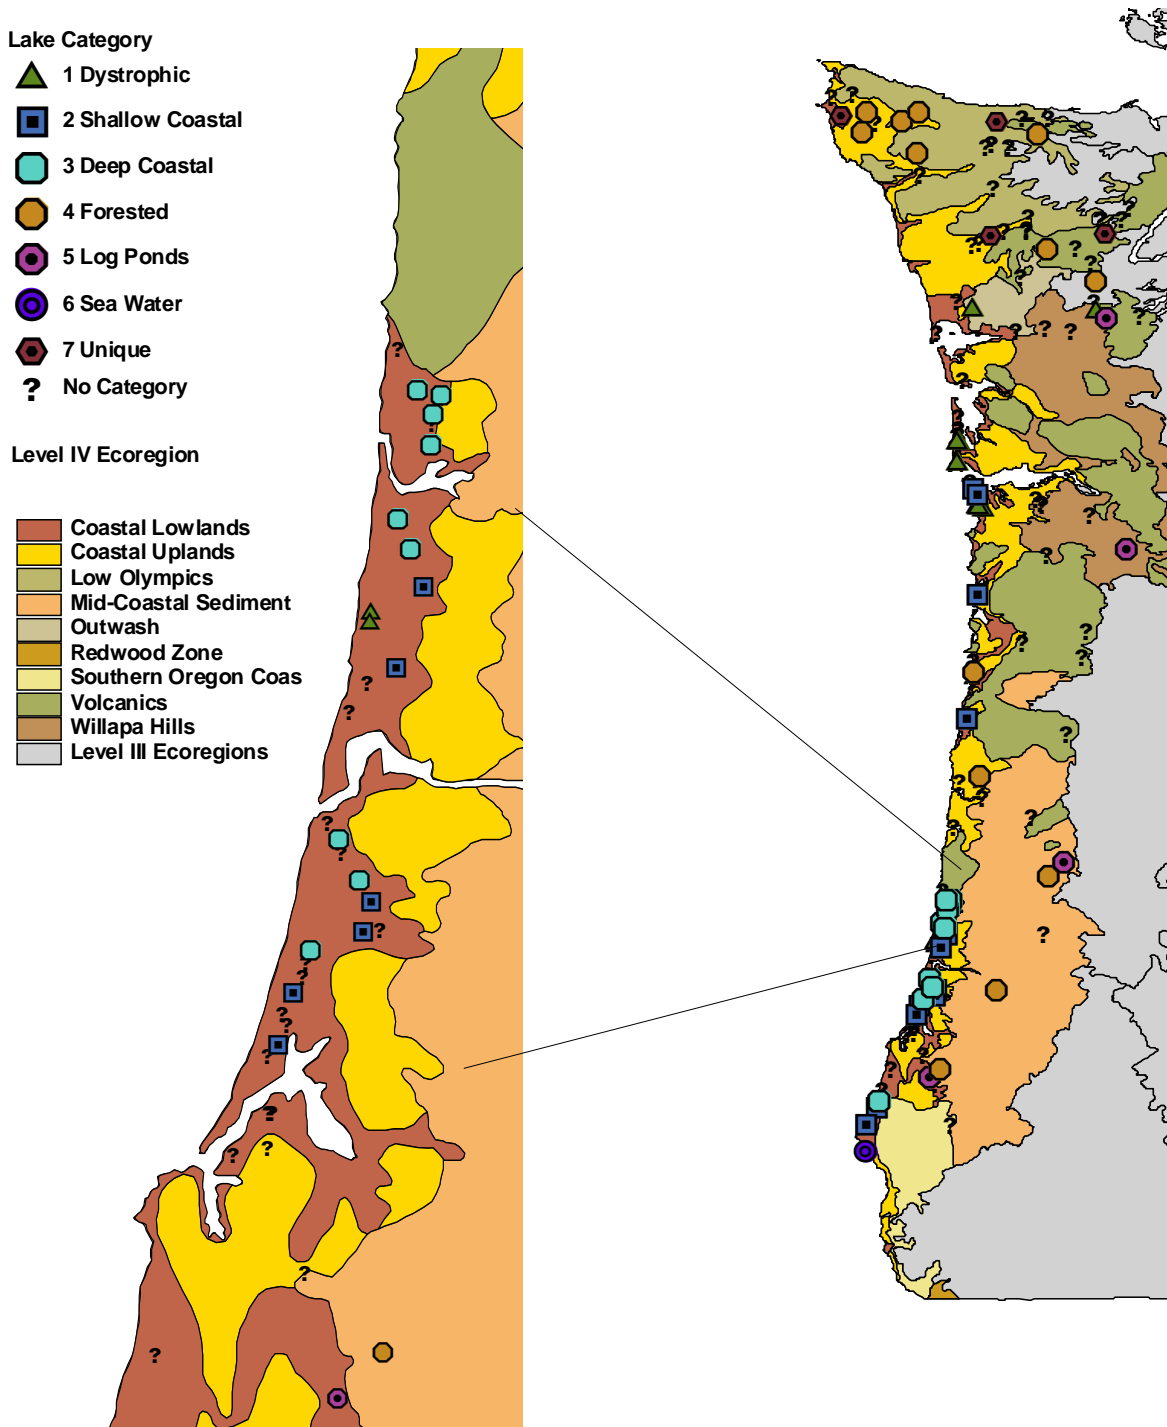 Lake Category
1 Dystrophic
2 Shallow Coastal
3 Deep Coastal
4 Forested
5 Log Ponds
6 Sea Water
7 Unique
? No Category
Level IV Ecoregion
Coastal Lowlands
Coastal Uplands
Low Olympics
Mid-Coastal Sediment
Outwash
Redwood Zone
Southern Oregon Coas
Volcanics
Willapa Hills
Level III Ecoregions